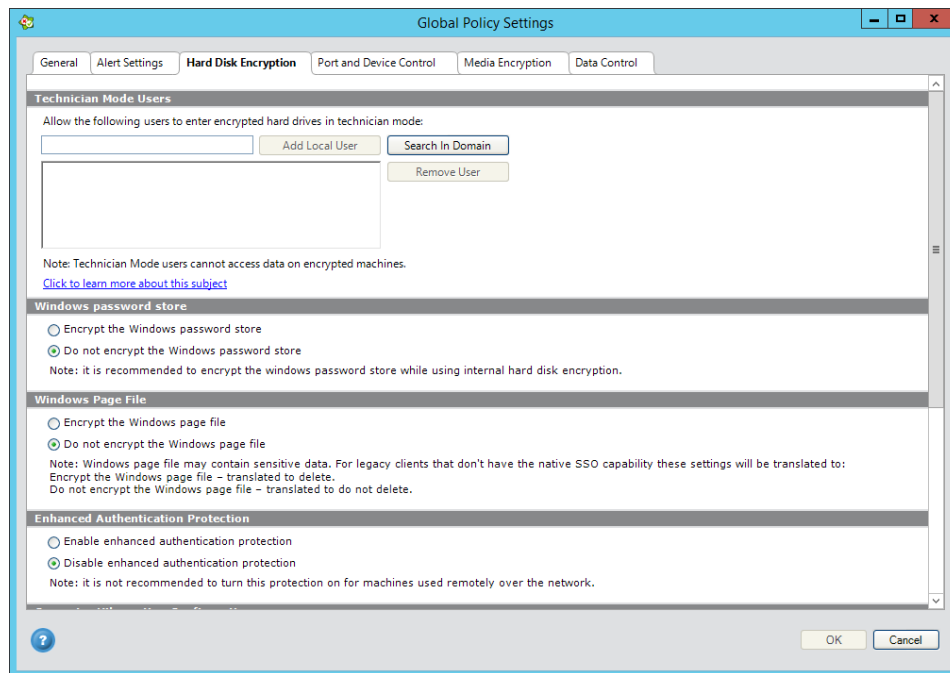 Global Policy Settings
General
Alert Settings
Hard Disk Encryption
Port and Device Control
Media Encryption
Data Control
Technician Mode Users
Allow the following users to enter encrypted hard drives in technician mode:
Add Local User
Search In Domain
Remove User
Note: Technician Mode users cannot access data on encrypted machines.
Click to learn more about this subject
Windows password store
Encrypt the Windows password store
Do not encrypt the Windows password store
Note: it is recommended to encrypt the windows password store while using internal hard disk encryption.
Windows Page File
Encrypt the Windows page file
Do not encrypt the Windows page file
Note: Windows page file may contain sensitive data. For legacy clients that don't have the native SSO capability these settings will be translated to:
Encrypt the Windows page file – translated to delete.
Do not encrypt the Windows page file – translated to do not delete.
Enhanced Authentication Protection
Enable enhanced authentication protection
Disable enhanced authentication protection
Note: it is not recommended to turn this protection on for machines used remotely over the network.
?
OK
Cancel